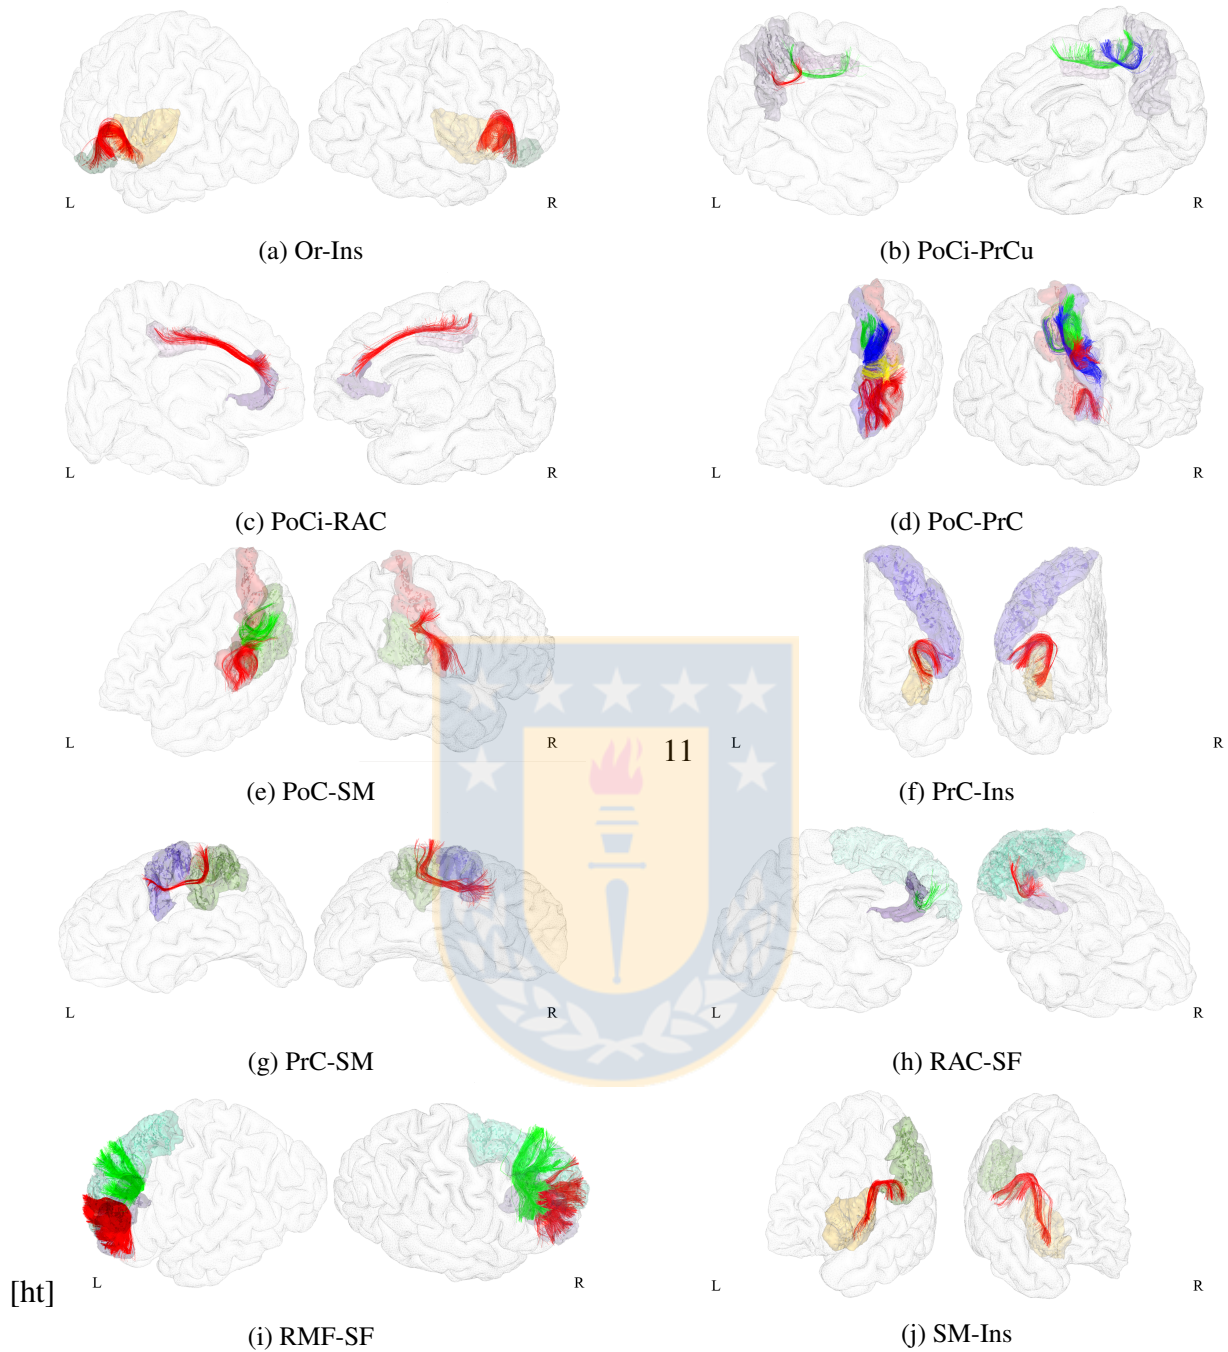 L R L R
(a) Or-Ins (b) PoCi-PrCu
L R L R
(c) PoCi-RAC (d) PoC-PrC
L R 11 L R
(e) PoC-SM (f) PrC-Ins
L R L R
(g) PrC-SM (h) RAC-SF
L R L R
[ht]
(i) RMF-SF (j) SM-Ins